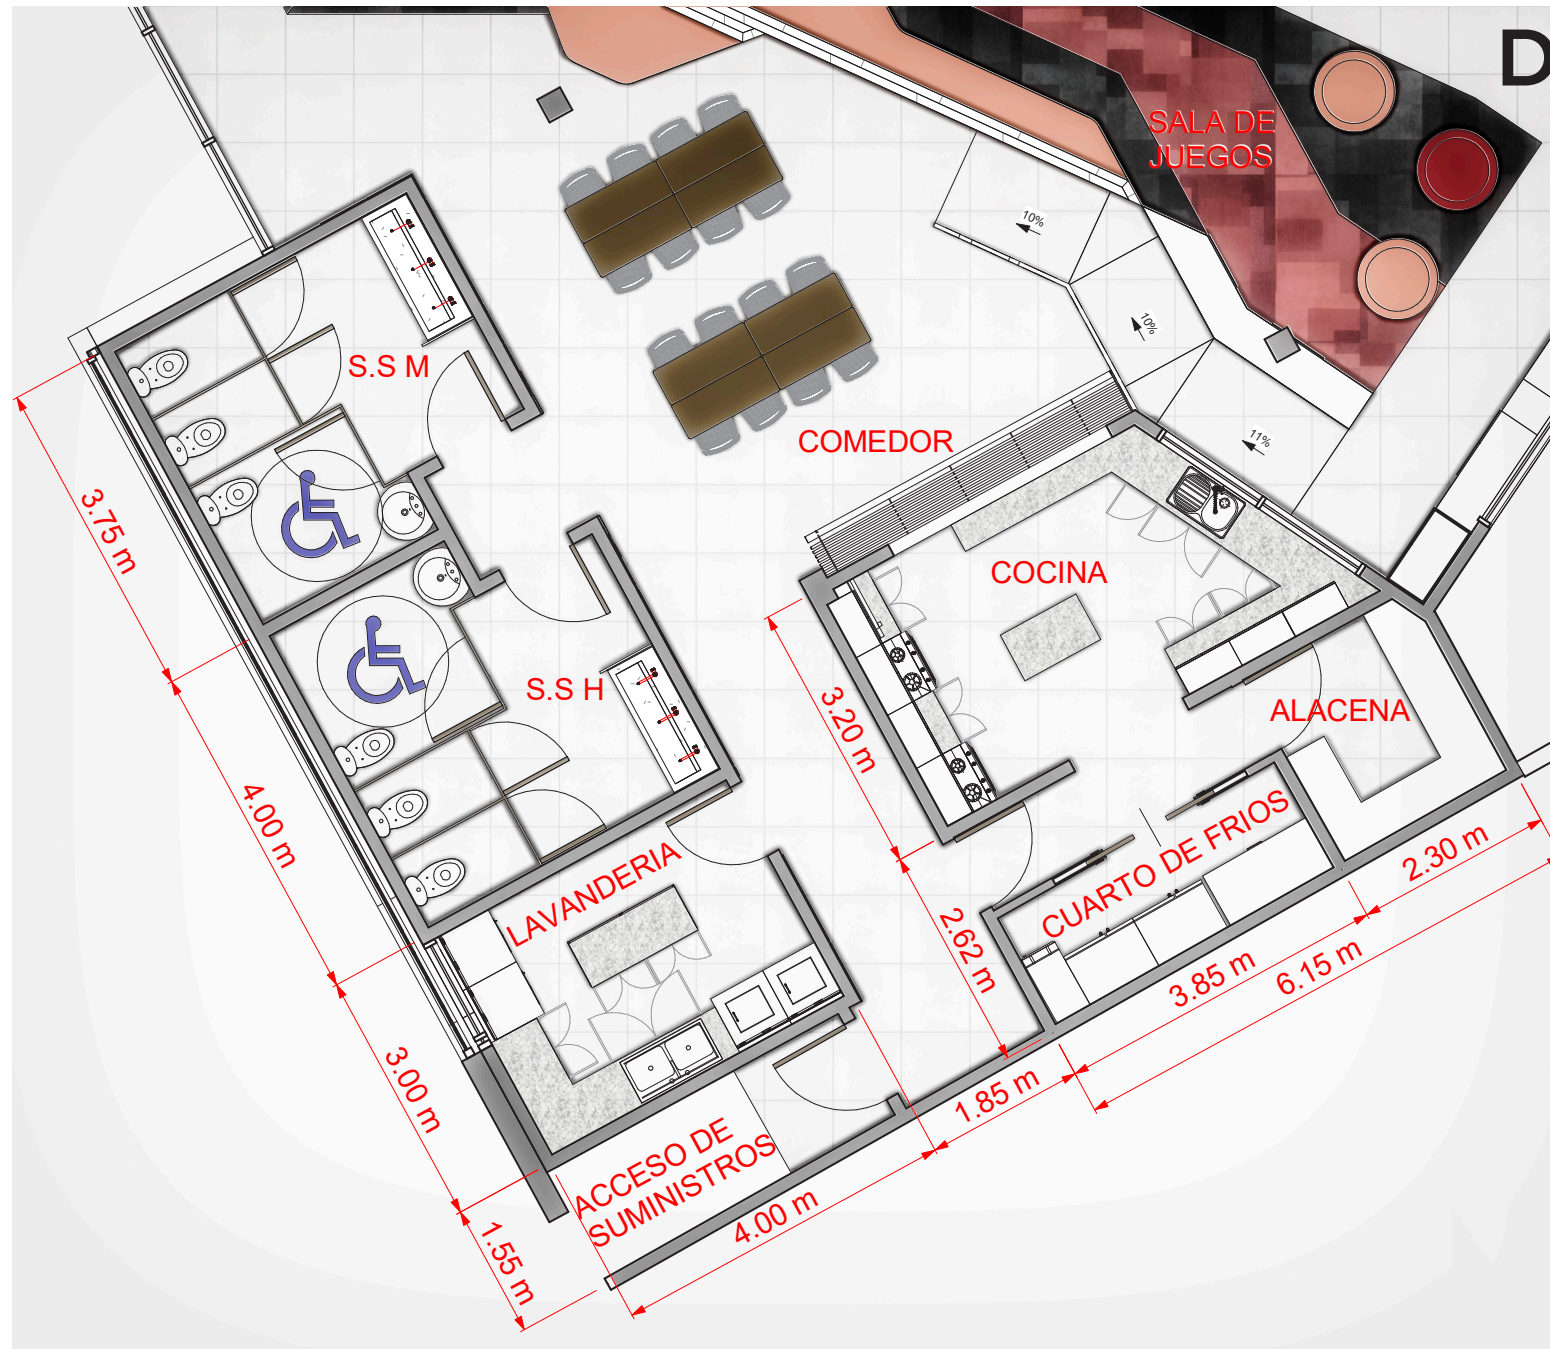 D
SALA DE
JUEGOS
10%
10%
11%
S.S M
COMEDOR
3.75 m
COCINA
S.S H
ALACENA
3.20 m
4.00 m
LAVANDERIA
CUARTO DE FRIOS
2.30 m
2.62 m
3.85 m
6.15 m
3.00 m
1.85 m
ACCESO DE
SUMINISTROS
4.00 m
1.55 m